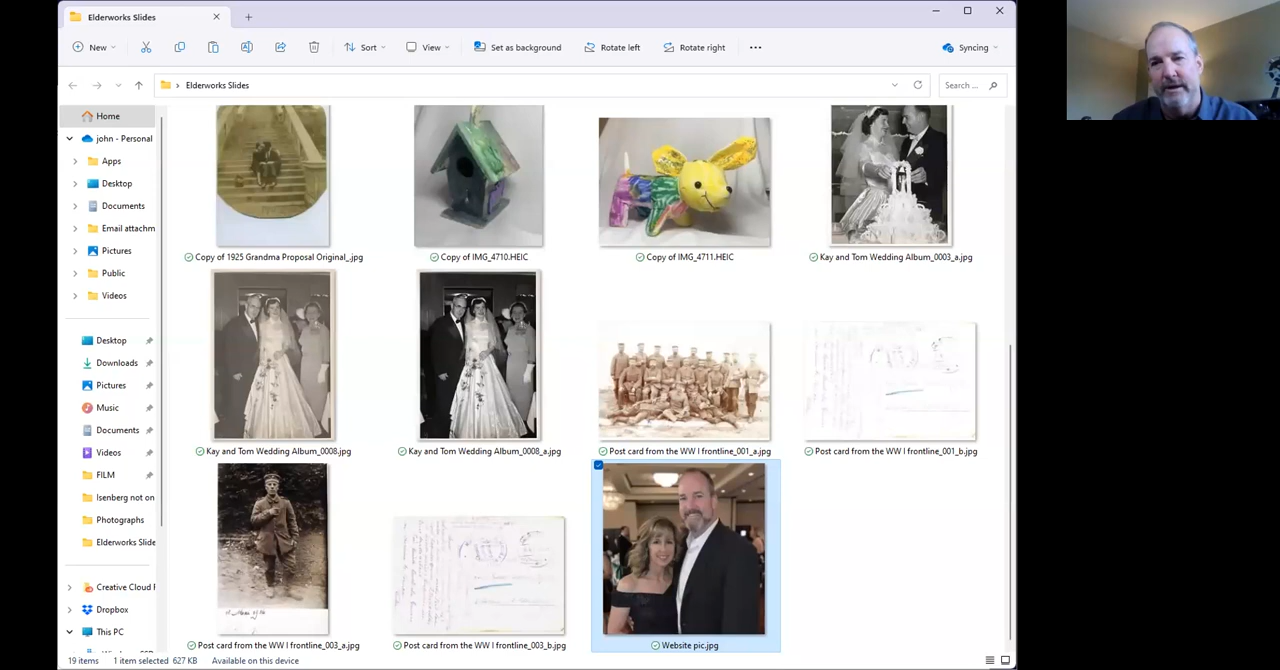 Elderworks Slides
New
Sort
View
Set as background
Rotate left
Rotate right
Syncing
Elderworks Slides
Search ...
Home
john - Personal
Apps
Desktop
Documents
Email attachm
Pictures
Public
Videos
Desktop
Downloads
Pictures
Music
Documents
Videos
FILM
Isenberg not on
Photographs
Elderworks Slide
Creative Cloud F
Dropbox
This PC
Copy of 1925 Grandma Proposal Original_.jpg
Copy of IMG_4710.HEIC
Copy of IMG_4711.HEIC
Kay and Tom Wedding Album_0003_a.jpg
Kay and Tom Wedding Album_0008.jpg
Kay and Tom Wedding Album_0008_a.jpg
Post card from the WW I frontline_001_a.jpg
Post card from the WW I frontline_001_b.jpg
Post card from the WW I frontline_003_a.jpg
Post card from the WW I frontline_003_b.jpg
Website pic.jpg
19 items 1 item selected 627 KB Available on this device